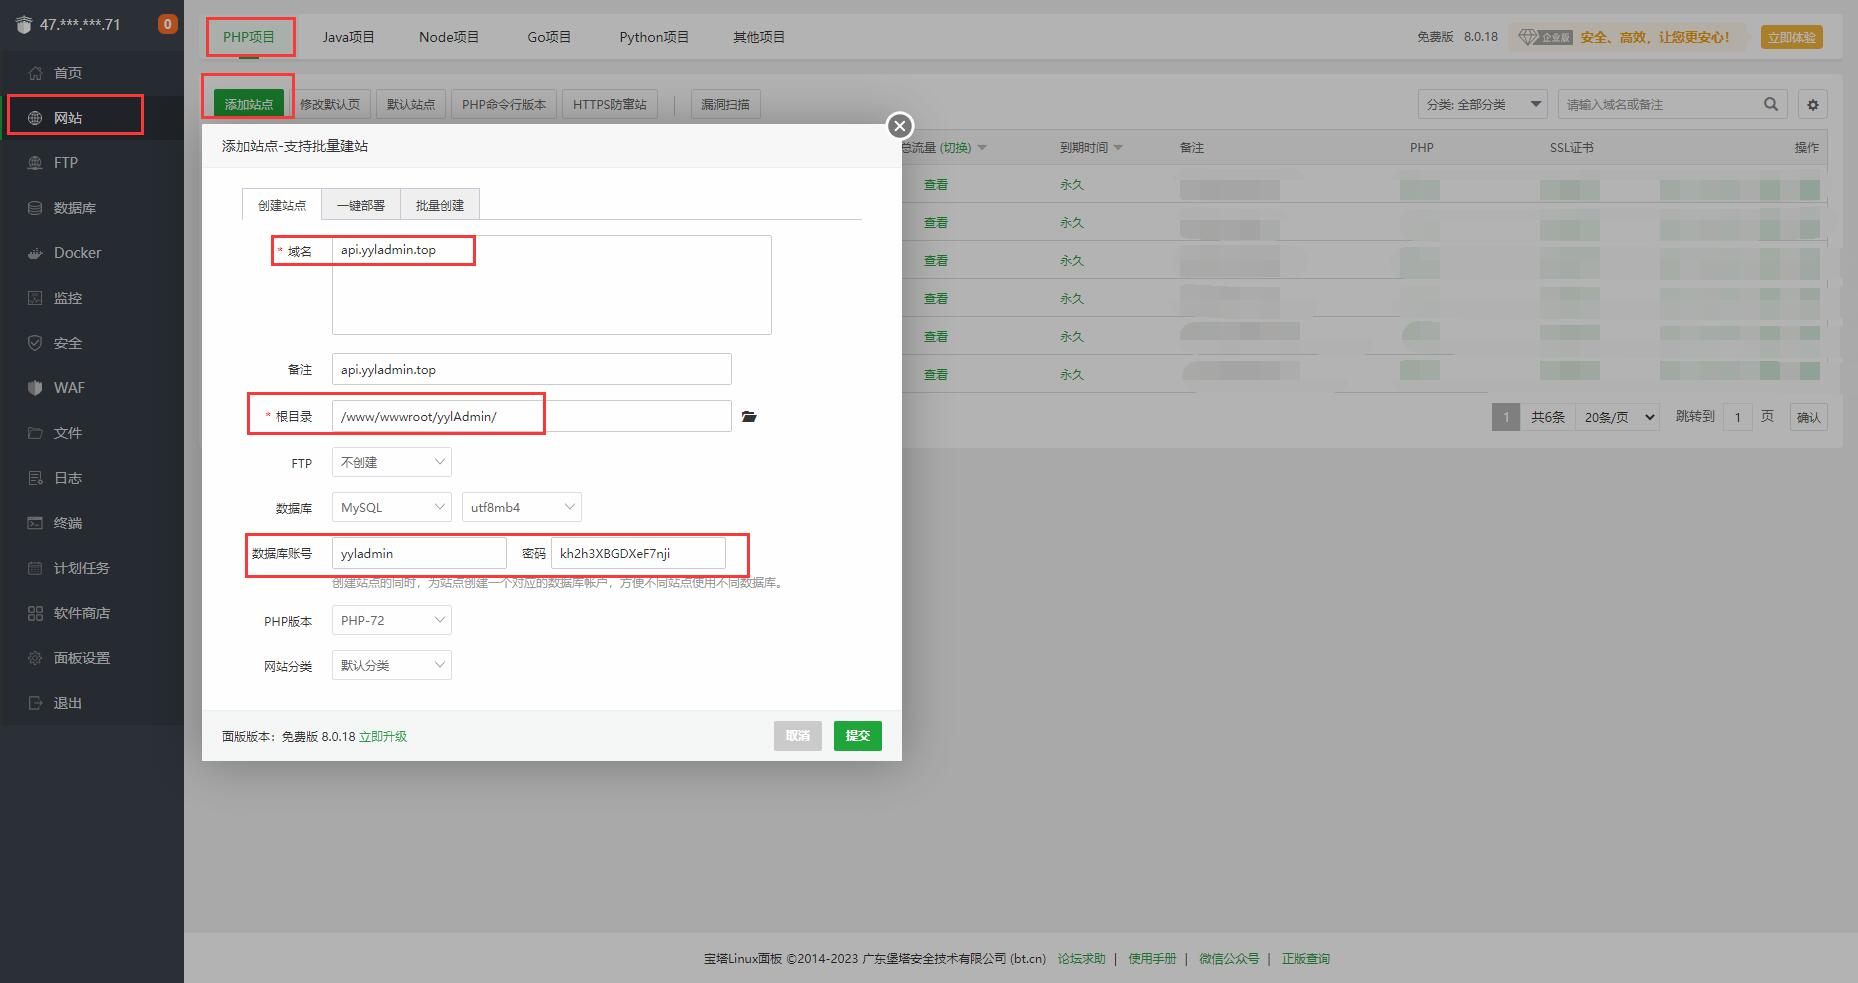 47.***.***.71 0
首页
网站
FTP
数据库
Docker
监控
安全
WAF
文件
日志
终端
计划任务
软件商店
面板设置
退出
PHP项目 Java项目 Node项目 Go项目 Python项目 其他项目
免费版 8.0.18 企业版 安全、高效，让您更安心！ 立即体验
添加站点 修改默认页 默认站点 PHP命令行版本 HTTPS防窜站 漏洞扫描
分类: 全部分类 请输入域名或备注
总流量 (切换) 到期时间 备注 PHP SSL证书 操作
查看 永久
查看 永久
查看 永久
查看 永久
查看 永久
查看 永久
1 共6条 20条/页 跳转到 1 页 确认
添加站点-支持批量建站
创建站点 一键部署 批量创建
* 域名 api.yyladmin.top
备注 api.yyladmin.top
* 根目录 /www/wwwroot/yylAdmin/
FTP 不创建
数据库 MySQL utf8mb4
数据库账号 yyladmin 密码 kh2h3XBGDXeF7nji
创建站点的同时，为站点创建一个对应的数据库帐户，方便不同站点使用不同数据库。
PHP版本 PHP-72
网站分类 默认分类
面版版本：免费版 8.0.18 立即升级
取消 提交
宝塔Linux面板 ©2014-2023 广东堡塔安全技术有限公司 (bt.cn) 论坛求助 | 使用手册 | 微信公众号 | 正版查询